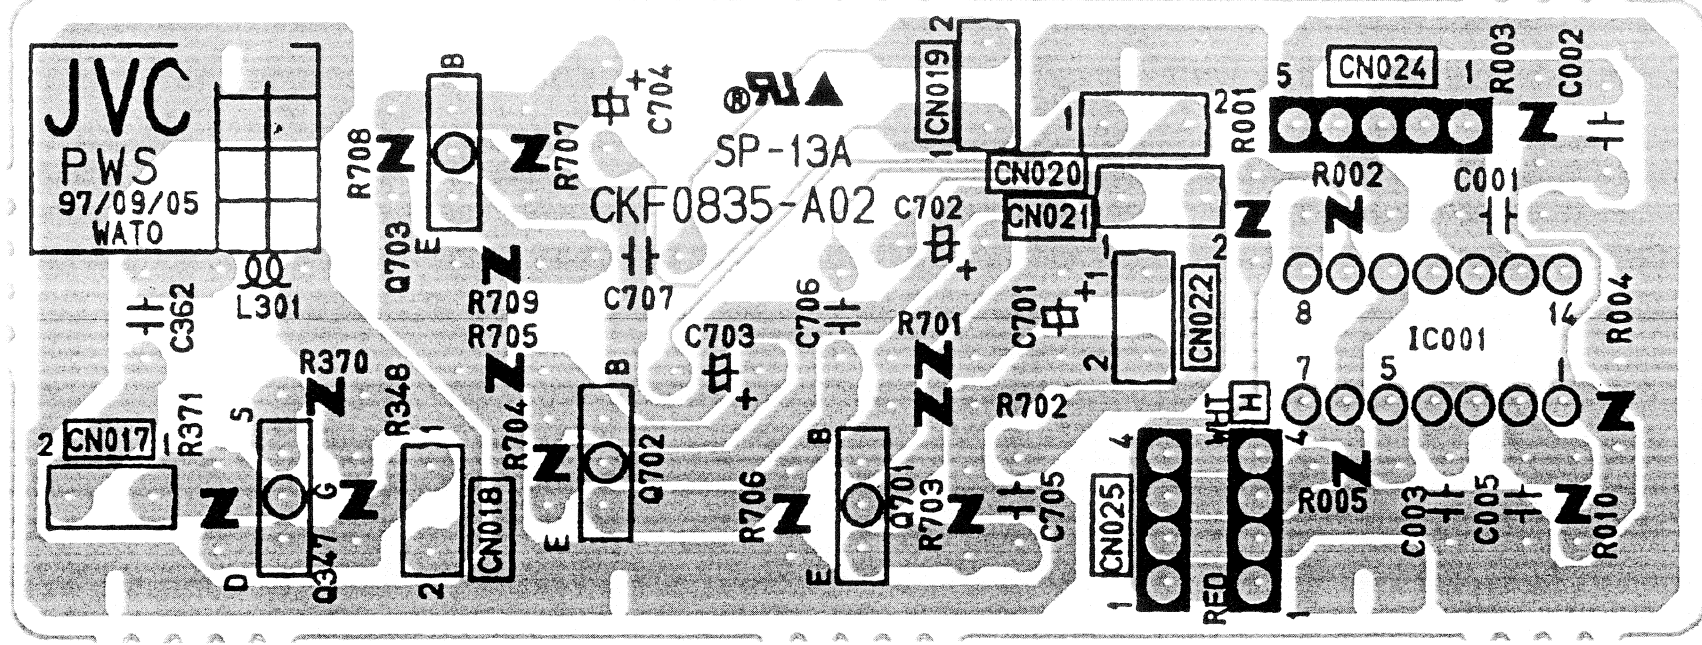 JVC
PWS
97/09/05
WATO
L301
C362
B
R708
Z
Z
R707
Q703
E
C704
+
® UR
SP-13A
CKF0835-A02
Z
R709
R705
Z
C707
C702
+
C706
C703
+
R701
Z
Z
R702
C701
+
2
CN019
1
1
2
CN020
CN021
1
2
1
CN022
2
R001
5
CN024
1
R003
C002
Z
R002
Z
Z
C001
8
14
IC001
R004
7
5
1
Z
R370
Z
R348
R371
2
CN017
1
S
Z
G
Z
D
Q347
1
CN018
2
R704
Z
B
Q702
E
R706
Z
B
Q701
E
R703
Z
C705
4
CN025
1
WHT
H
4
RED
1
Z
R005
C003
C005
Z
R010